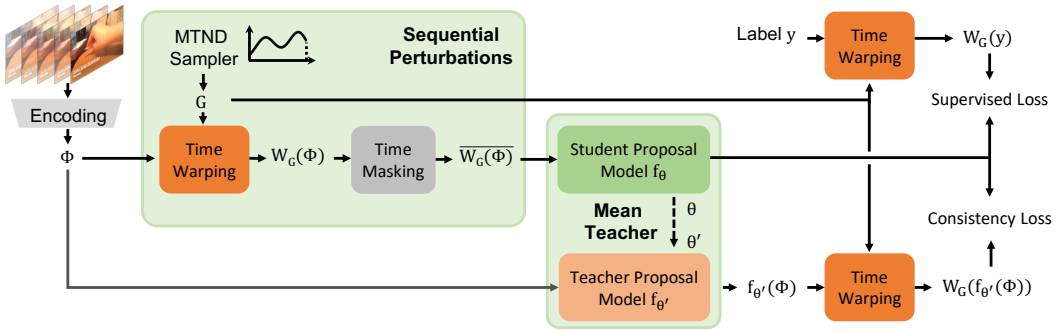 MTND
Sampler
Sequential
Perturbations
G
Encoding
Φ
Time
Warping
W_G(Φ)
Time
Masking
\overline{W_G(Φ)}
Student Proposal
Model f_θ
Mean
Teacher
θ
θ′
Teacher Proposal
Model f_θ′
f_θ′(Φ)
Label y
Time
Warping
W_G(y)
Supervised Loss
Consistency Loss
Time
Warping
W_G(f_θ′(Φ))